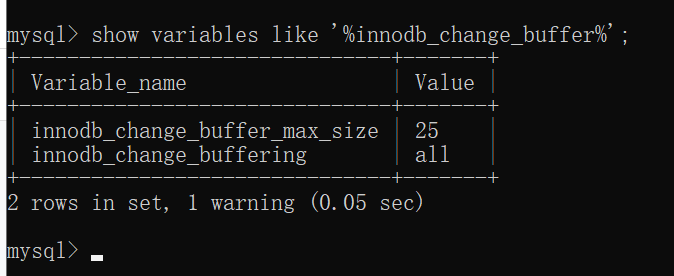 mysql> show variables like '%innodb_change_buffer%';
+--------------------------------+-------+
| Variable_name                  | Value |
+--------------------------------+-------+
| innodb_change_buffer_max_size  | 25    |
| innodb_change_buffering        | all   |
+--------------------------------+-------+
2 rows in set, 1 warning (0.05 sec)
mysql>